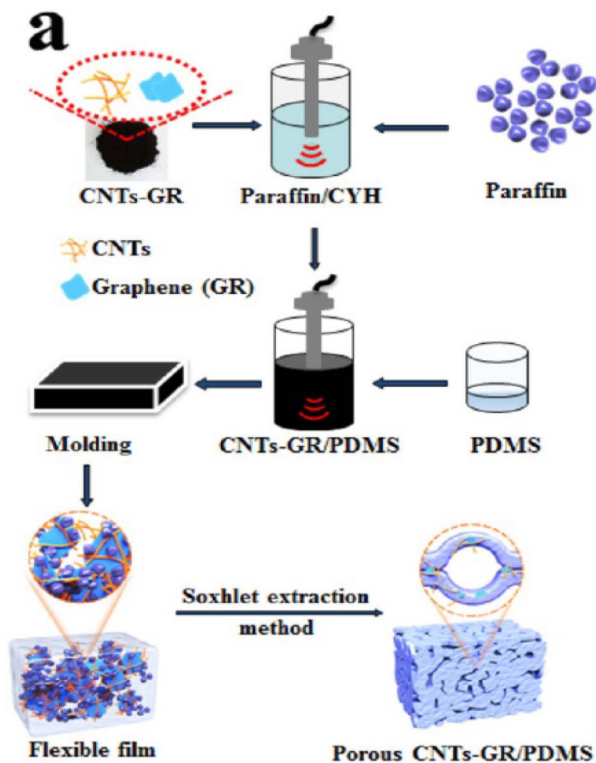 a
CNTs-GR
Paraffin/CYH
Paraffin
CNTs
Graphene (GR)
Molding
CNTs-GR/PDMS
PDMS
Soxhlet extraction
method
Flexible film
Porous CNTs-GR/PDMS